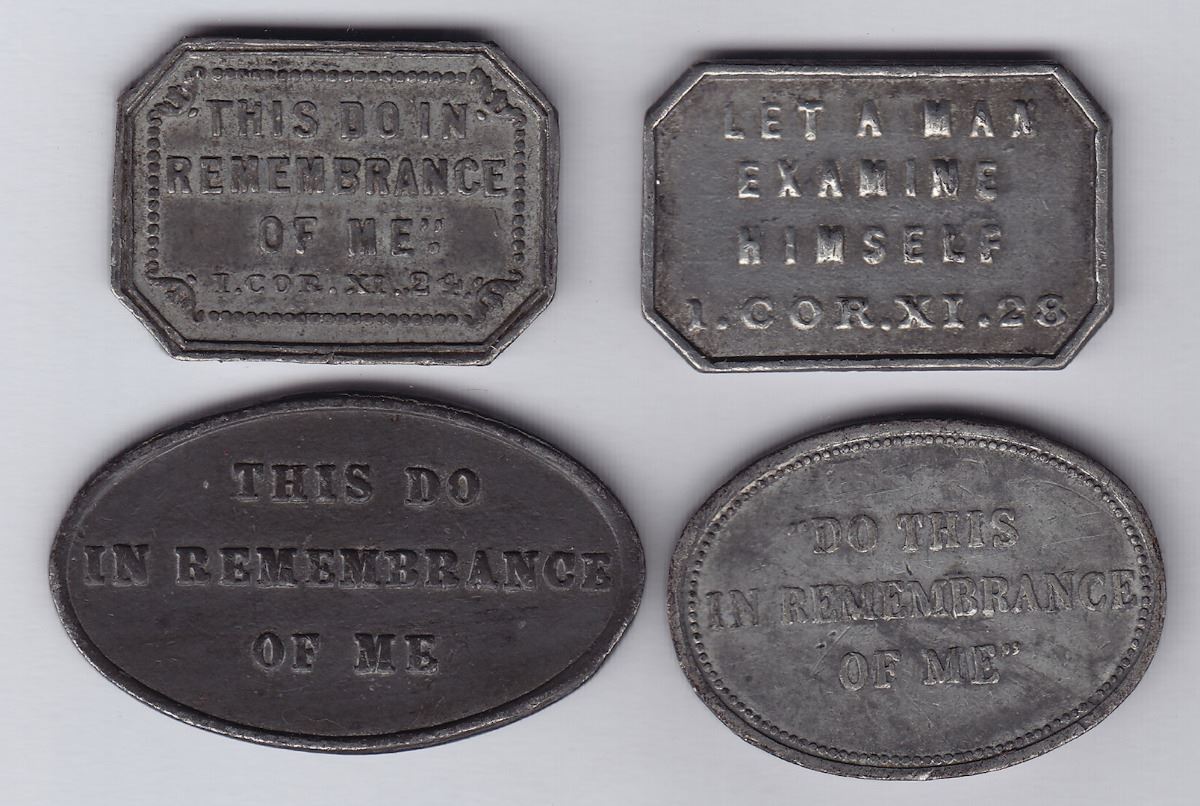 "THIS DO IN
REMEMBRANCE
OF ME".
1. COR. XI. 24.
LET A MAN
EXAMINE
HIMSELF
1. COR. XI. 28
THIS DO
IN REMEMBRANCE
OF ME
"DO THIS
IN REMEMBRANCE
OF ME"